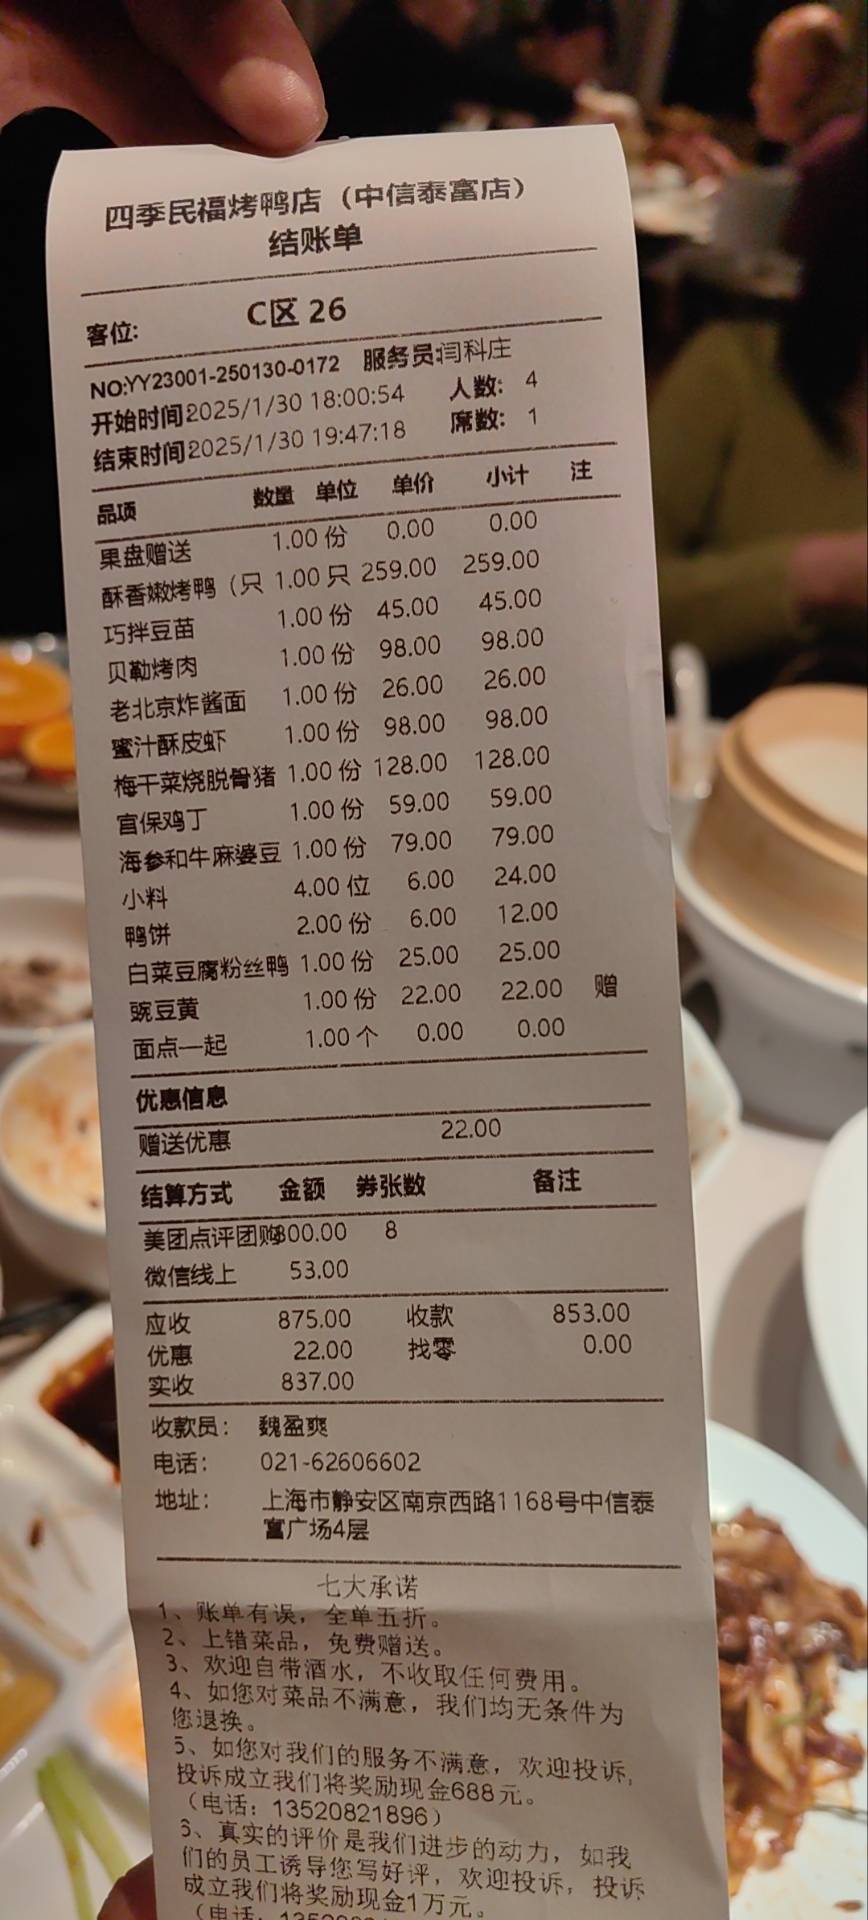 四季民福烤鸭店（中信泰富店）
结账单
客位: C区 26
NO:YY23001-250130-0172 服务员:闫科庄
开始时间2025/1/30 18:00:54 人数: 4
结束时间2025/1/30 19:47:18 席数: 1
品项 数量 单位 单价 小计 注
果盘赠送 1.00 份 0.00 0.00
酥香嫩烤鸭（只 1.00 只 259.00 259.00
巧拌豆苗 1.00 份 45.00 45.00
贝勒烤肉 1.00 份 98.00 98.00
老北京炸酱面 1.00 份 26.00 26.00
蜜汁酥皮虾 1.00 份 98.00 98.00
梅干菜烧脱骨猪 1.00 份 128.00 128.00
宫保鸡丁 1.00 份 59.00 59.00
海参和牛麻婆豆 1.00 份 79.00 79.00
小料 4.00 位 6.00 24.00
鸭饼 2.00 份 6.00 12.00
白菜豆腐粉丝鸭 1.00 份 25.00 25.00
豌豆黄 1.00 份 22.00 22.00 赠
面点一起 1.00 个 0.00 0.00
优惠信息
赠送优惠 22.00
结算方式 金额 券张数 备注
美团点评团购800.00 8
微信线上 53.00
应收 875.00 收款 853.00
优惠 22.00 找零 0.00
实收 837.00
收款员: 魏盈爽
电话: 021-62606602
地址: 上海市静安区南京西路1168号中信泰
富广场4层
七大承诺
1、账单有误，全单五折。
2、上错菜品，免费赠送。
3、欢迎自带酒水，不收取任何费用。
4、如您对菜品不满意，我们均无条件为
您退换。
5、如您对我们的服务不满意，欢迎投诉，
投诉成立我们将奖励现金688元。
（电话：13520821896）
6、真实的评价是我们进步的动力，如我
们的员工诱导您写好评，欢迎投诉，投诉
成立我们将奖励现金1万元。